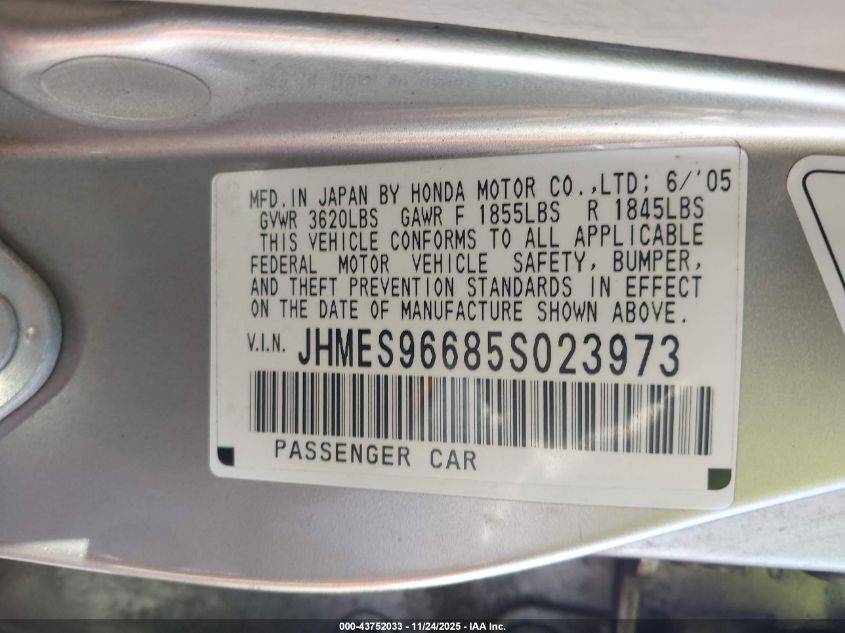 MFD. IN JAPAN BY HONDA MOTOR CO.,LTD; 6/'05
GVWR 3620LBS GAWR F 1855LBS R 1845LBS
THIS VEHICLE CONFORMS TO ALL APPLICABLE
FEDERAL MOTOR VEHICLE SAFETY, BUMPER,
AND THEFT PREVENTION STANDARDS IN EFFECT
ON THE DATE OF MANUFACTURE SHOWN ABOVE.
V.I.N. JHMES96685S023973
PASSENGER CAR
000-43752033 - 11/24/2025 - IAA Inc.